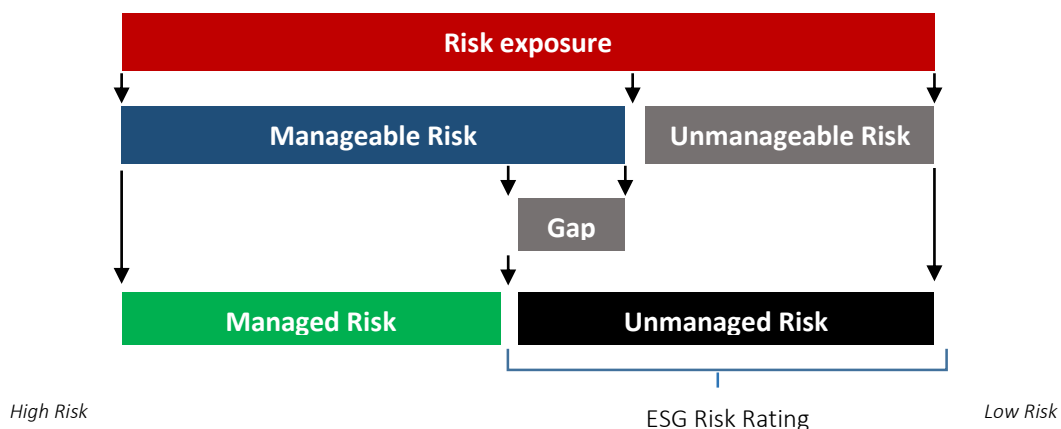 Risk exposure
Manageable Risk
Unmanageable Risk
Gap
Managed Risk
Unmanaged Risk
High Risk
ESG Risk Rating
Low Risk